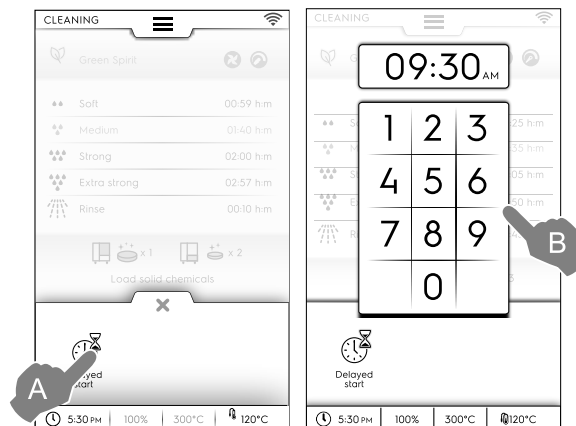 CLEANING
Green Spirit
Soft 00:59 h:m
Medium 01:40 h:m
Strong 02:00 h:m
Extra strong 02:57 h:m
Rinse 00:10 h:m
x 1 x 2
Load solid chemicals
start
A
5:30 PM 100% 300°C 120°C
CLEANING
09:30 AM
1 2 3
4 5 6
7 8 9
0
B
Delayed
start
5:30 PM 100% 300°C 120°C